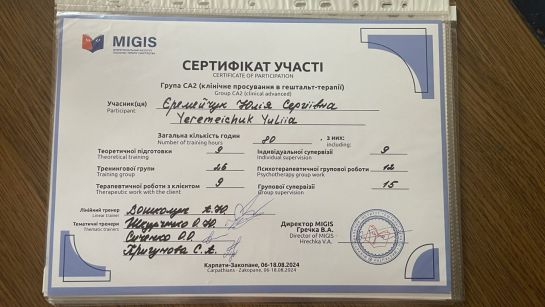 MIGIS
СЕРТИФІКАТ УЧАСТІ
CERTIFICATE OF PARTICIPATION
Група СА2 (клінічне просування в гештальт-терапії)
Group CA2 (clinical advanced)
Учасник(ця) Єремейчук Юлія Сергіївна
Participant: Yeremeichuk Yuliia
Загальна кількість годин 80 , з них:
Number of training hours including:
Теоретичної підготовки 9 Індивідуальної супервізії 9
Theoretical training Individual supervision
Тренінгової групи 26 Психотерапевтичної групової роботи 12
Training group Psychotherapy group work
Терапевтичної роботи з клієнтом 9 Групової супервізії 15
Therapeutic work with the client Group supervision
Лінійний тренер
Linear trainer
Тематичні тренери
Thematic trainers
Директор MIGIS
Гречка В.А.
Director of MIGIS
Hrechka V.A.
Карпати-Закопане, 06-18.08.2024
Carpathians - Zakopane, 06-18.08.2024